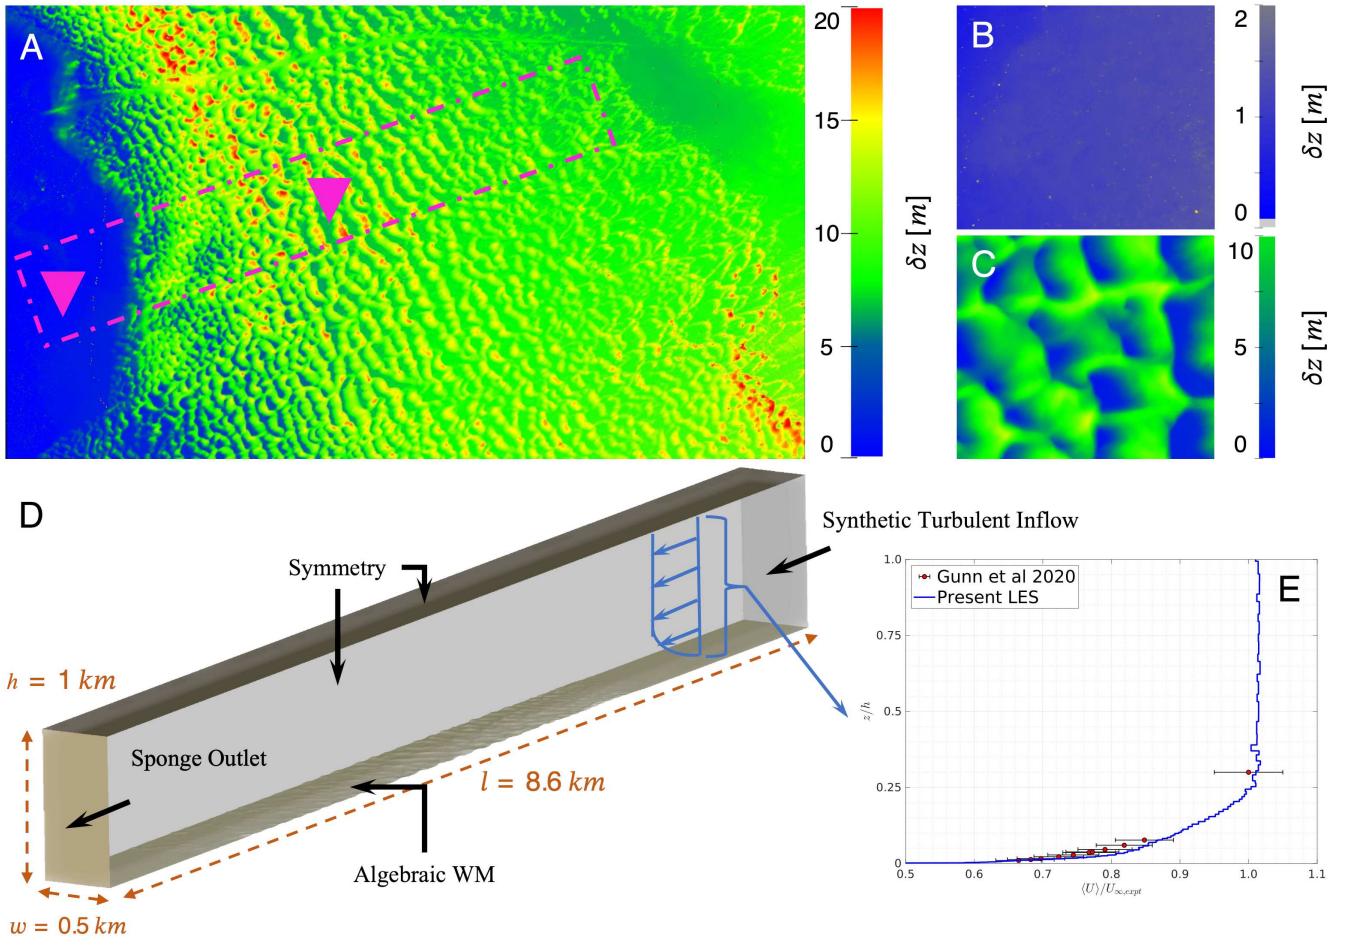 A
20
15
10
5
0
δz [m]
B
2
1
0
δz [m]
C
10
5
0
δz [m]
D
Symmetry
Synthetic Turbulent Inflow
h = 1 km
Sponge Outlet
l = 8.6 km
Algebraic WM
w = 0.5 km
E
Gunn et al 2020
Present LES
1.0
0.75
0.5
0.25
0
z/h
0.5 0.6 0.7 0.8 0.9 1.0 1.1
⟨U⟩/U∞,expt